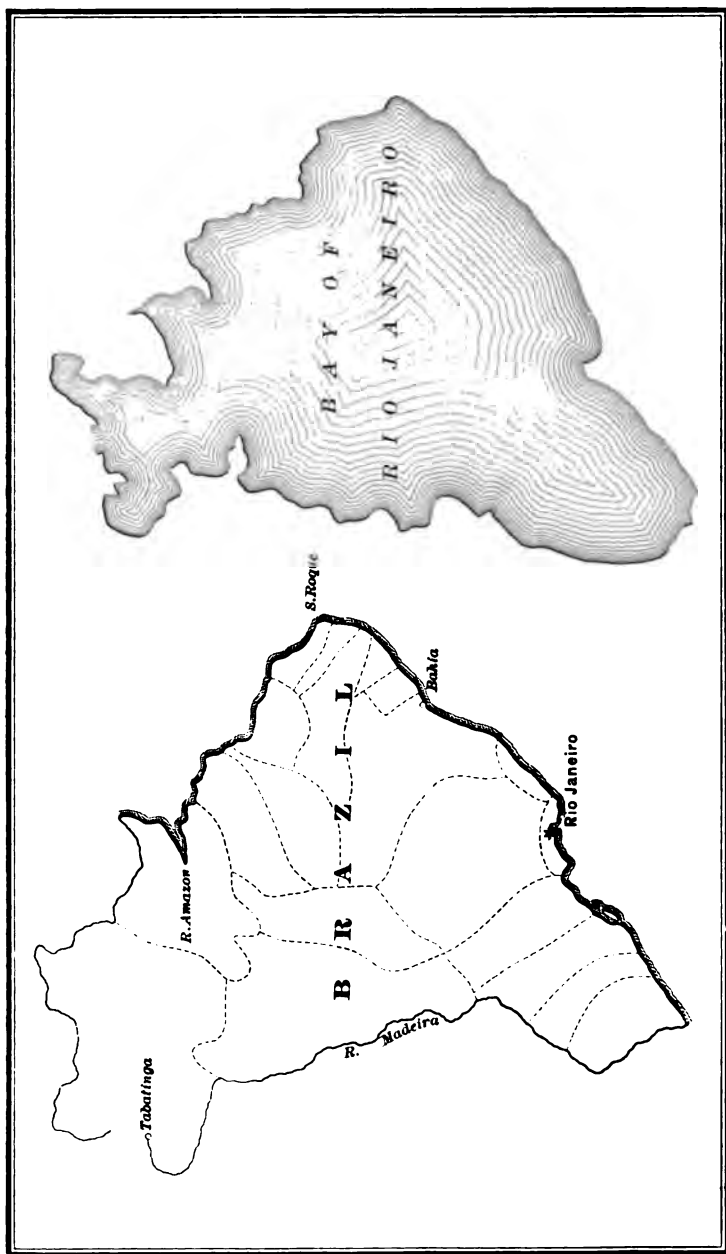 Tabatinga
R. Amazon
S. Roque
BRAZIL
R. Madeira
Bahia
Rio Janeiro
BAY OF
RIO JANEIRO